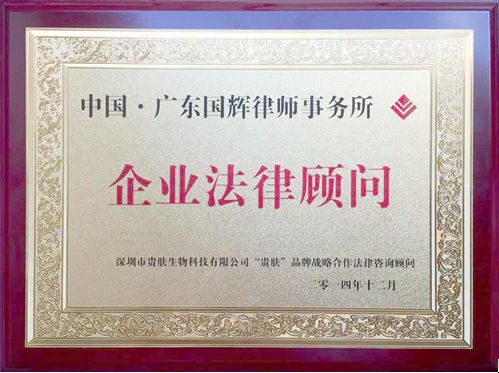 中国·广东国辉律师事务所
企业法律顾问
深圳市贵肤生物科技有限公司“贵肤”品牌战略合作法律咨询顾问
二零一四年十二月